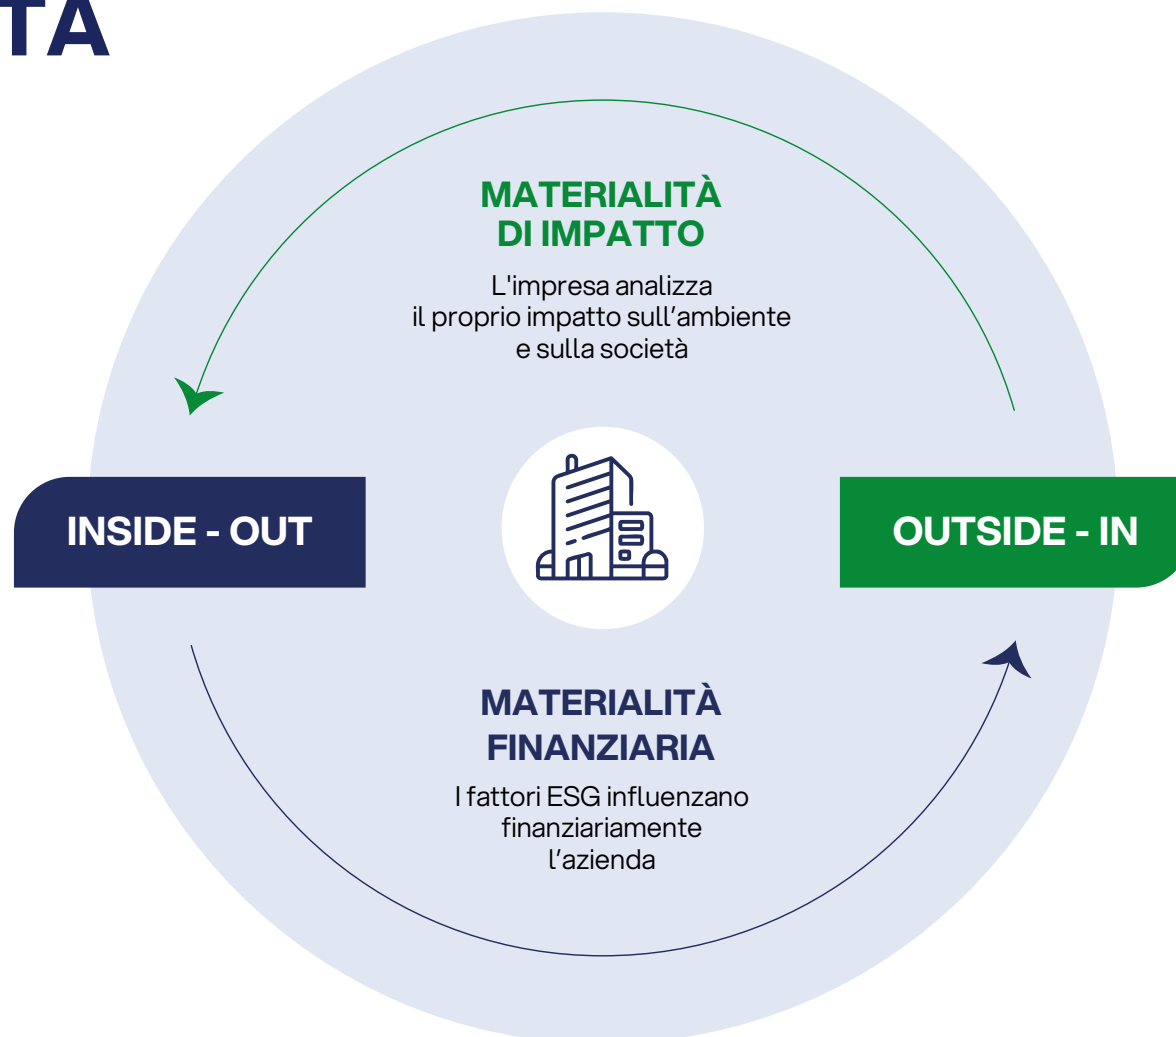 TÀ
MATERIALITÀ
DI IMPATTO
L'impresa analizza
il proprio impatto sull’ambiente
e sulla società
INSIDE - OUT
OUTSIDE - IN
MATERIALITÀ
FINANZIARIA
I fattori ESG influenzano
finanziariamente
l’azienda